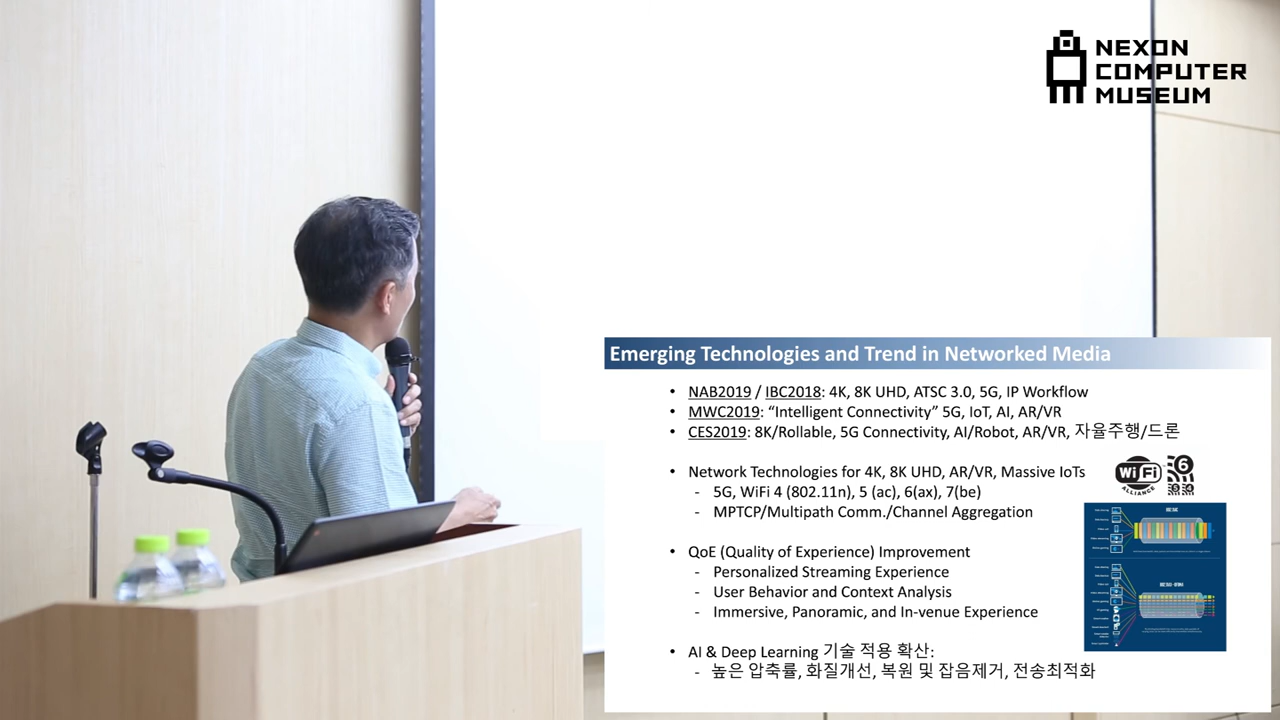 NEXON
COMPUTER
MUSEUM
Emerging Technologies and Trend in Networked Media
• NAB2019 / IBC2018: 4K, 8K UHD, ATSC 3.0, 5G, IP Workflow
• MWC2019: “Intelligent Connectivity” 5G, IoT, AI, AR/VR
• CES2019: 8K/Rollable, 5G Connectivity, AI/Robot, AR/VR, 자율주행/드론
• Network Technologies for 4K, 8K UHD, AR/VR, Massive IoTs
- 5G, WiFi 4 (802.11n), 5 (ac), 6(ax), 7(be)
- MPTCP/Multipath Comm./Channel Aggregation
Wi Fi
ALLIANCE
6
• QoE (Quality of Experience) Improvement
- Personalized Streaming Experience
- User Behavior and Context Analysis
- Immersive, Panoramic, and In-venue Experience
• AI & Deep Learning 기술 적용 확산:
- 높은 압축률, 화질개선, 복원 및 잡음제거, 전송최적화